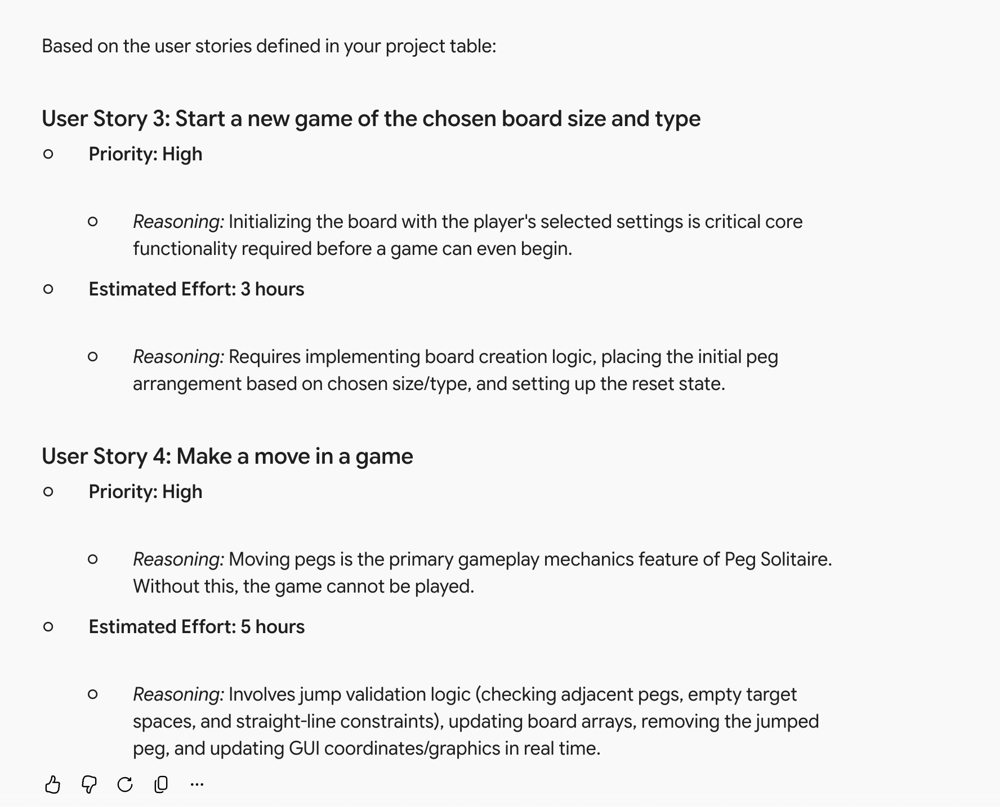 Based on the user stories defined in your project table:
User Story 3: Start a new game of the chosen board size and type
Priority: High
Reasoning: Initializing the board with the player's selected settings is critical core
functionality required before a game can even begin.
Estimated Effort: 3 hours
Reasoning: Requires implementing board creation logic, placing the initial peg
arrangement based on chosen size/type, and setting up the reset state.
User Story 4: Make a move in a game
Priority: High
Reasoning: Moving pegs is the primary gameplay mechanics feature of Peg Solitaire.
Without this, the game cannot be played.
Estimated Effort: 5 hours
Reasoning: Involves jump validation logic (checking adjacent pegs, empty target
spaces, and straight-line constraints), updating board arrays, removing the jumped
peg, and updating GUI coordinates/graphics in real time.